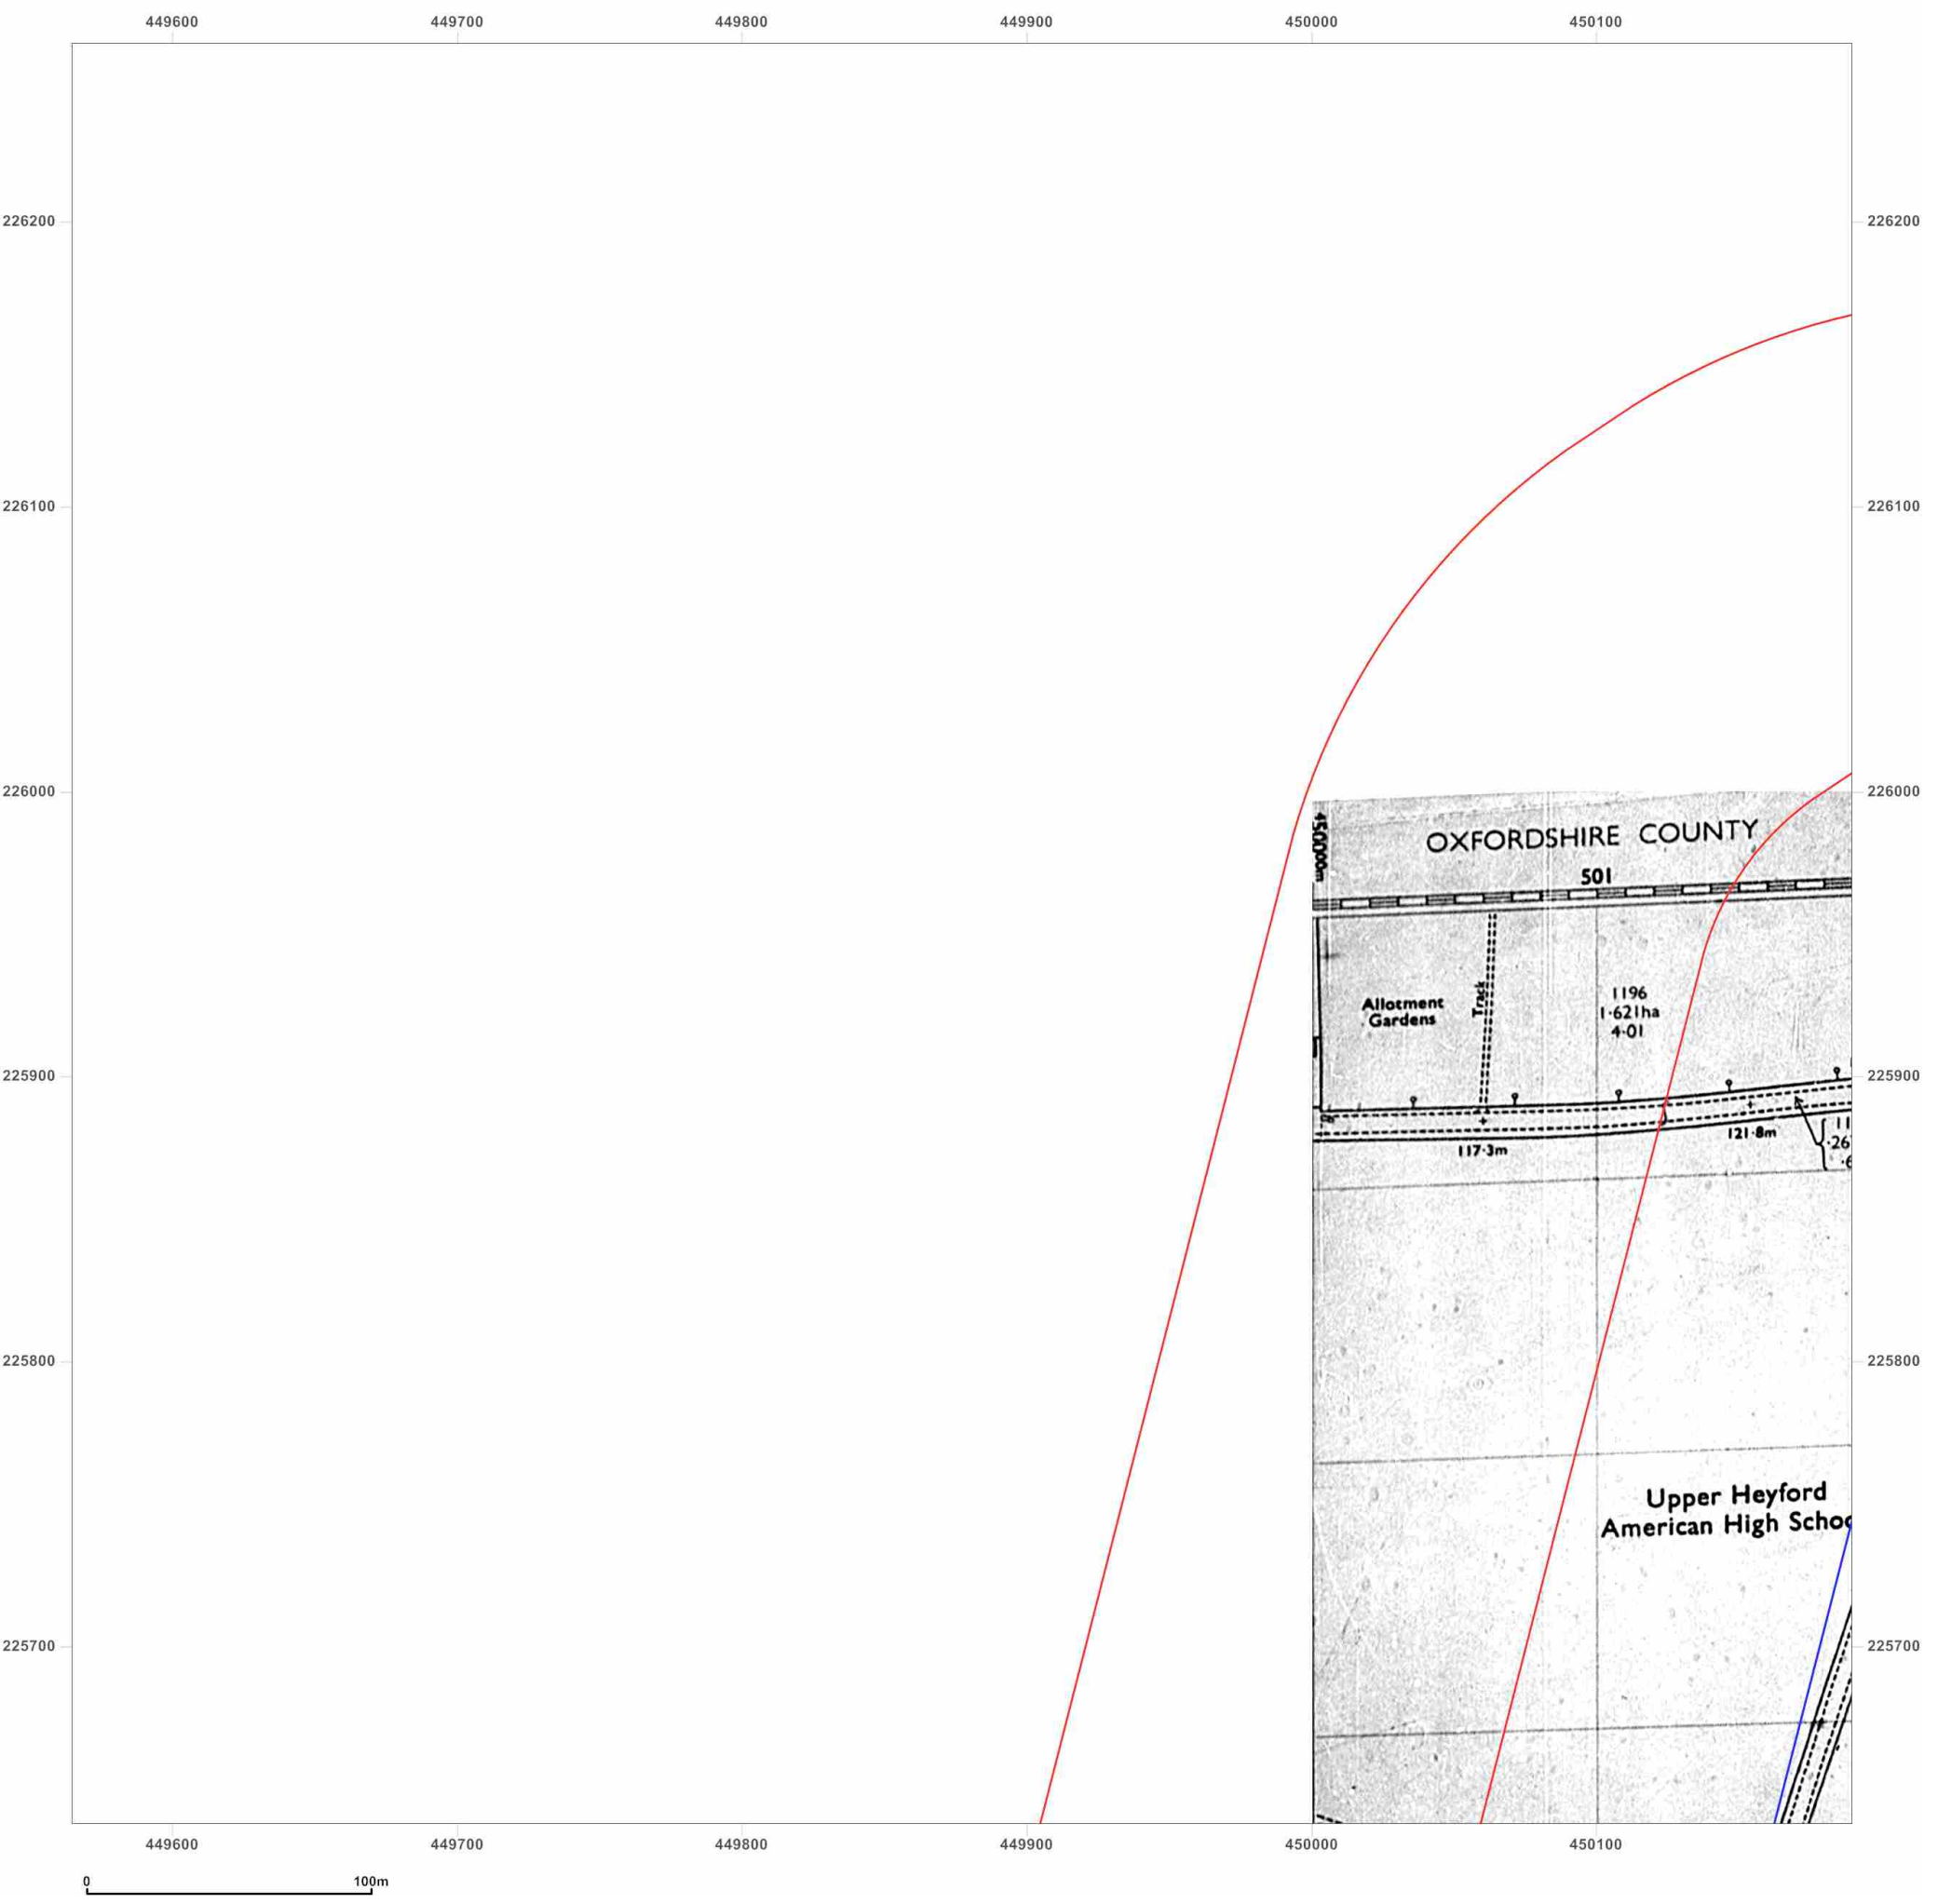 449600 449700 449800 449900 450000 450100
226200 226200
226100 226100
226000 226000
450000m
OXFORDSHIRE COUNTY
501
Allotment
Gardens
Track
1196
1·621ha
4·01
225900 225900
117·3m
121·8m
11
·26
225800 225800
Upper Heyford
American High Schoo
225700 225700
449600 449700 449800 449900 450000 450100
0 100m